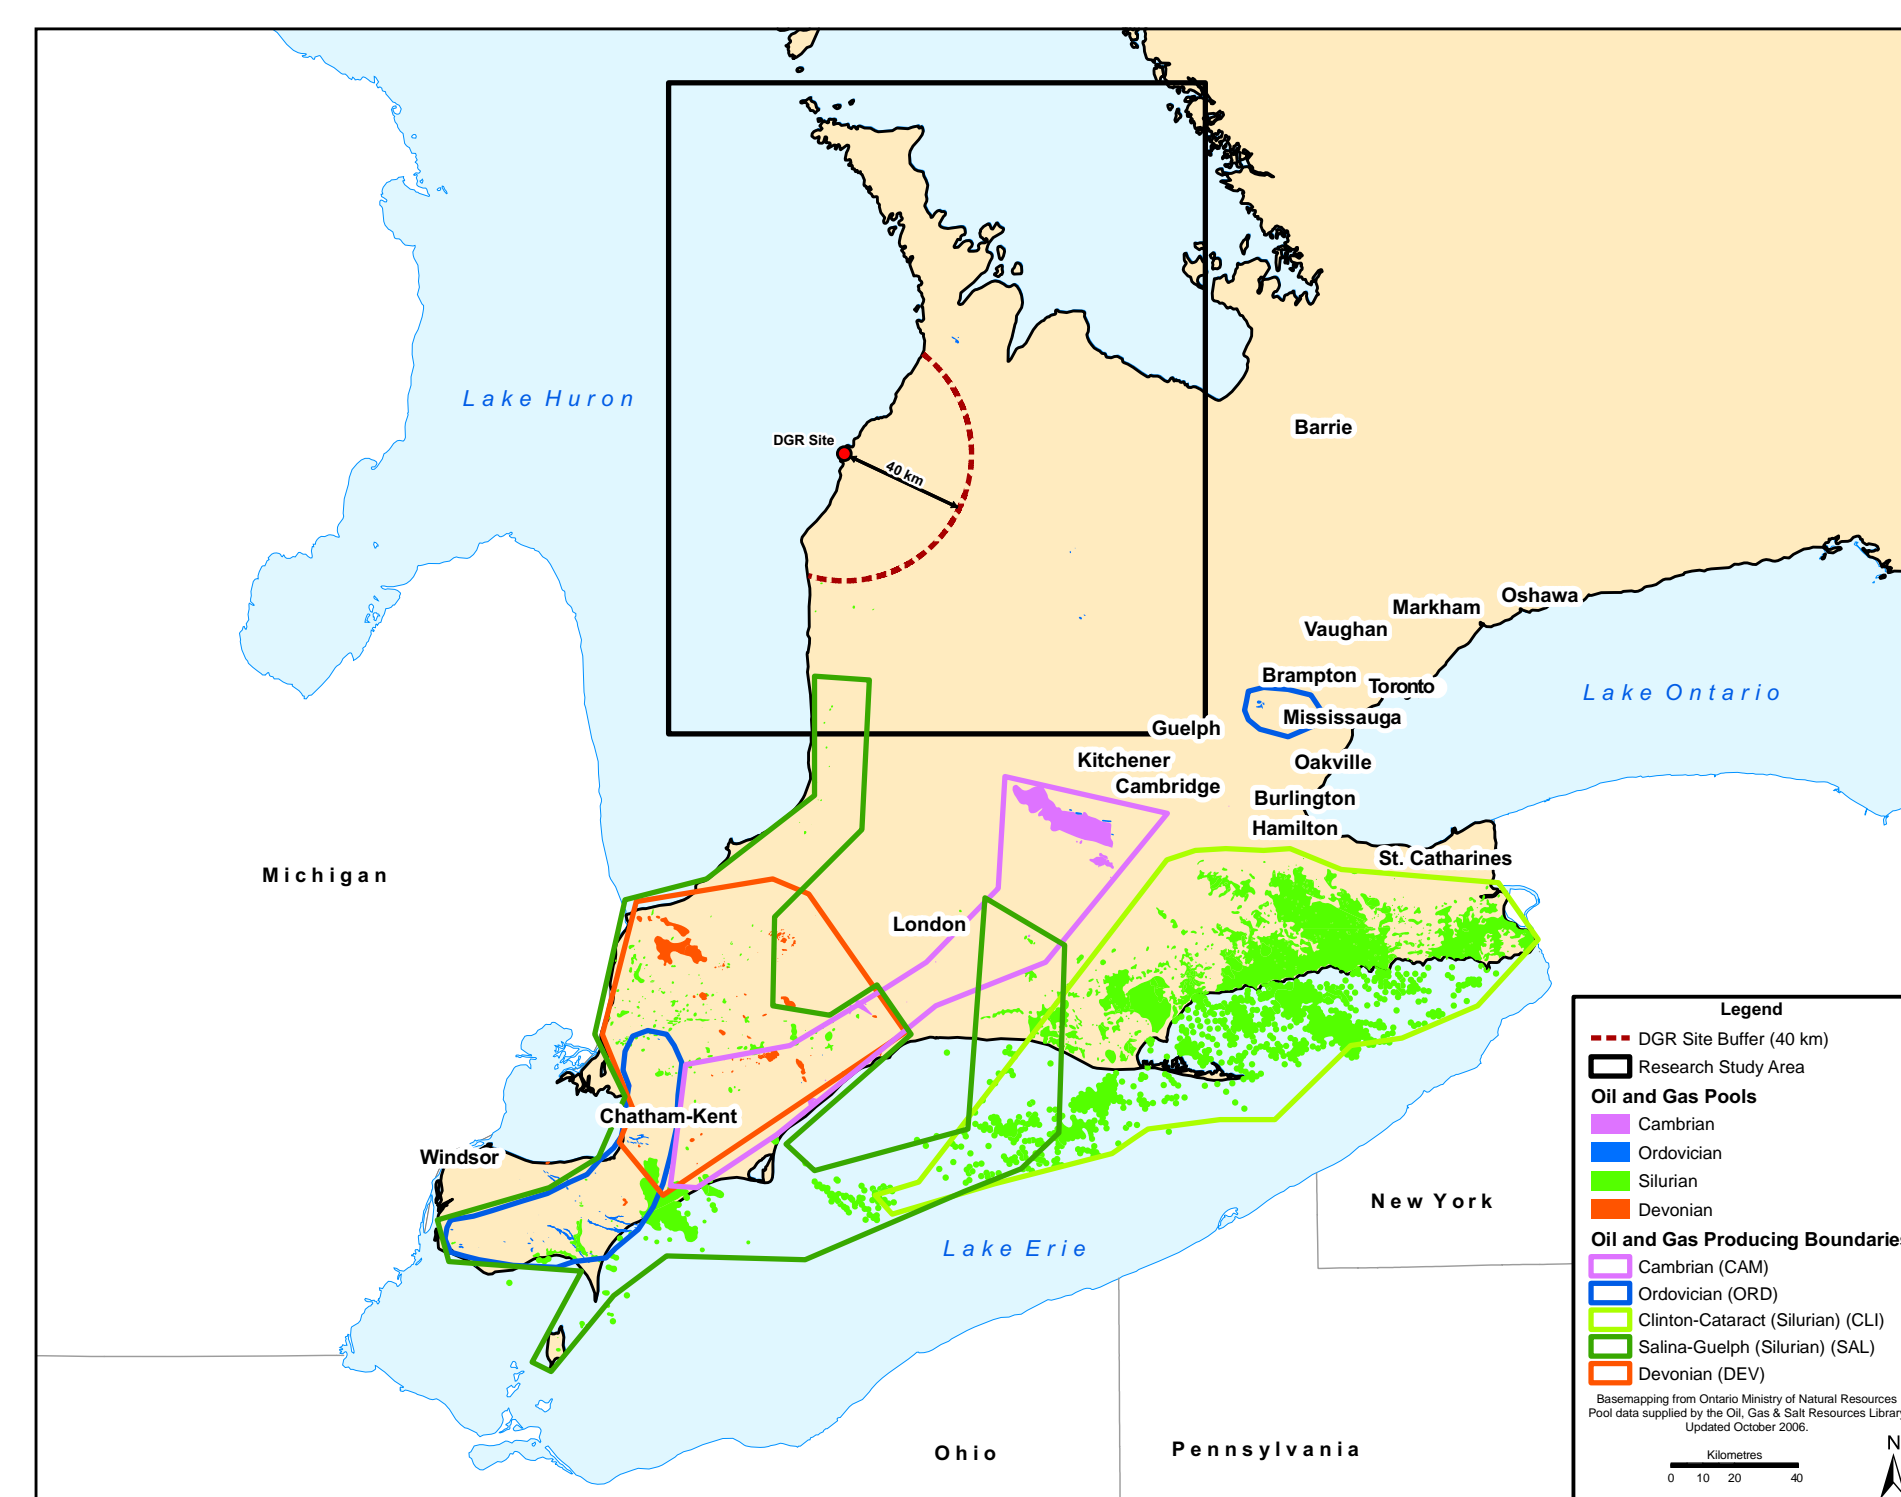 Lake Huron
DGR Site
40 km
Barrie
Oshawa
Markham
Vaughan
Brampton
Toronto
Lake Ontario
Mississauga
Guelph
Kitchener
Oakville
Cambridge
Burlington
Hamilton
St. Catharines
Michigan
London
Chatham-Kent
Windsor
New York
Lake Erie
Ohio
Pennsylvania
Legend
DGR Site Buffer (40 km)
Research Study Area
Oil and Gas Pools
Cambrian
Ordovician
Silurian
Devonian
Oil and Gas Producing Boundaries
Cambrian (CAM)
Ordovician (ORD)
Clinton-Cataract (Silurian) (CLI)
Salina-Guelph (Silurian) (SAL)
Devonian (DEV)
Basemapping from Ontario Ministry of Natural Resources
Pool data supplied by the Oil, Gas & Salt Resources Library
Updated October 2006.
Kilometres
0 10 20 40
N